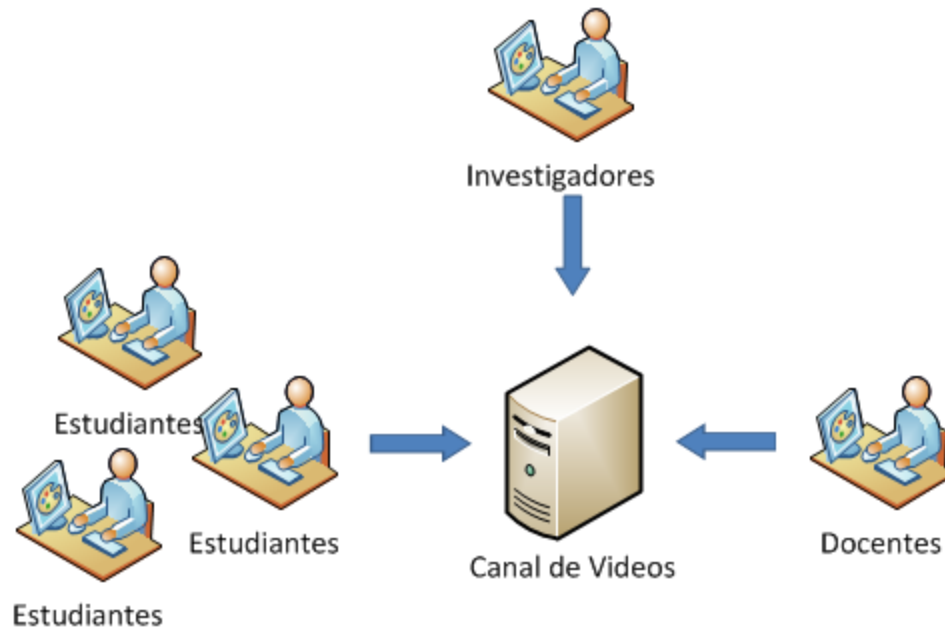 Investigadores
Estudiantes
Estudiantes
Canal de Videos
Docentes
Estudiantes